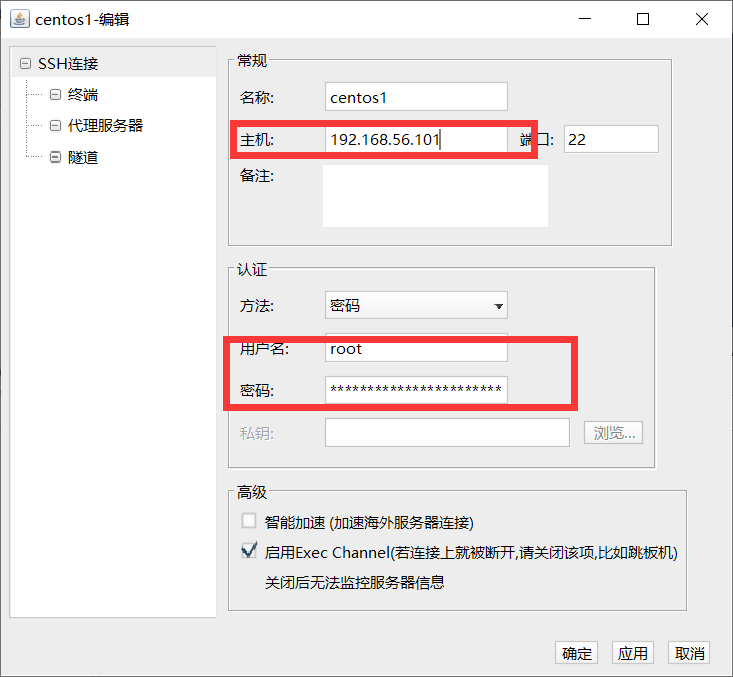 centos1-编辑
SSH连接
终端
代理服务器
隧道
常规
名称: centos1
主机: 192.168.56.101 端口: 22
备注:
认证
方法: 密码
用户名: root
密码: ***********************
私钥: 浏览...
高级
智能加速 (加速海外服务器连接)
启用Exec Channel(若连接上就被断开,请关闭该项,比如跳板机)
关闭后无法监控服务器信息
确定 应用 取消